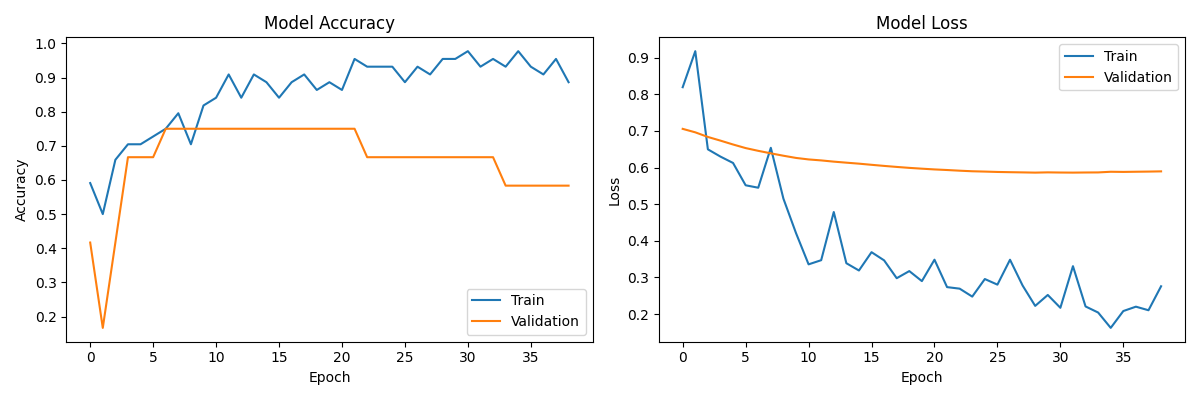 Model Accuracy
Accuracy
1.0
0.9
0.8
0.7
0.6
0.5
0.4
0.3
0.2
0 5 10 15 20 25 30 35
Epoch
Train
Validation
Model Loss
Loss
0.9
0.8
0.7
0.6
0.5
0.4
0.3
0.2
0 5 10 15 20 25 30 35
Epoch
Train
Validation